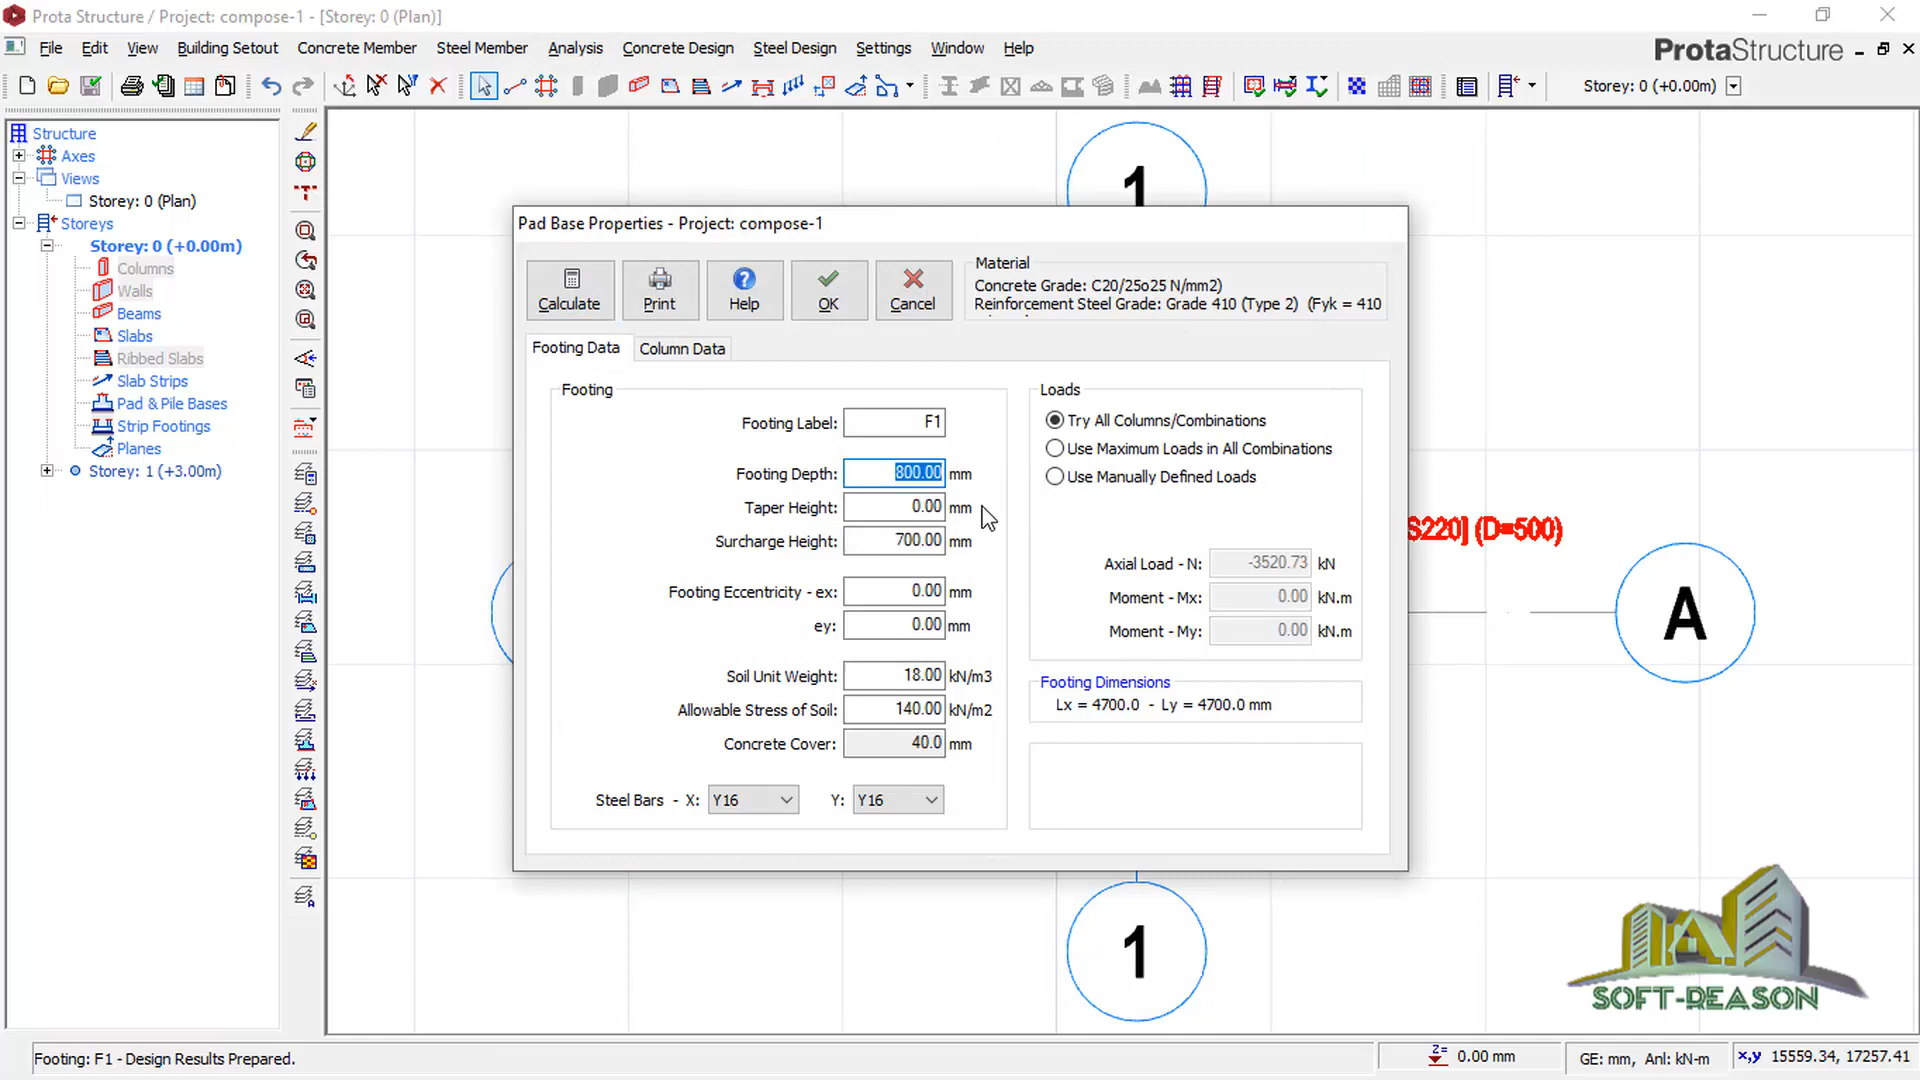 Prota Structure / Project: compose-1 - [Storey: 0 (Plan)]
File Edit View Building Setout Concrete Member Steel Member Analysis Concrete Design Steel Design Settings Window Help
ProtaStructure
Storey: 0 (+0.00m)
Structure
Axes
Views
Storey: 0 (Plan)
Storeys
Storey: 0 (+0.00m)
Columns
Walls
Beams
Slabs
Ribbed Slabs
Slab Strips
Pad & Pile Bases
Strip Footings
Planes
Storey: 1 (+3.00m)
1
Pad Base Properties - Project: compose-1
Calculate Print Help OK Cancel
Material
Concrete Grade: C20/25o25 N/mm2)
Reinforcement Steel Grade: Grade 410 (Type 2) (Fyk = 410
Footing Data Column Data
Footing
Footing Label: F1
Footing Depth: 800.00 mm
Taper Height: 0.00 mm
Surcharge Height: 700.00 mm
Footing Eccentricity - ex: 0.00 mm
ey: 0.00 mm
Soil Unit Weight: 18.00 kN/m3
Allowable Stress of Soil: 140.00 kN/m2
Concrete Cover: 40.0 mm
Steel Bars - X: Y16 Y: Y16
Loads
Try All Columns/Combinations
Use Maximum Loads in All Combinations
Use Manually Defined Loads
Axial Load - N: -3520.73 kN
Moment - Mx: 0.00 kN.m
Moment - My: 0.00 kN.m
Footing Dimensions
Lx = 4700.0 - Ly = 4700.0 mm
S220] (D=500)
A
1
SOFT-REASON
Footing: F1 - Design Results Prepared.
Z= 0.00 mm
GE: mm, Anl: kN-m
x,y 15559.34, 17257.41